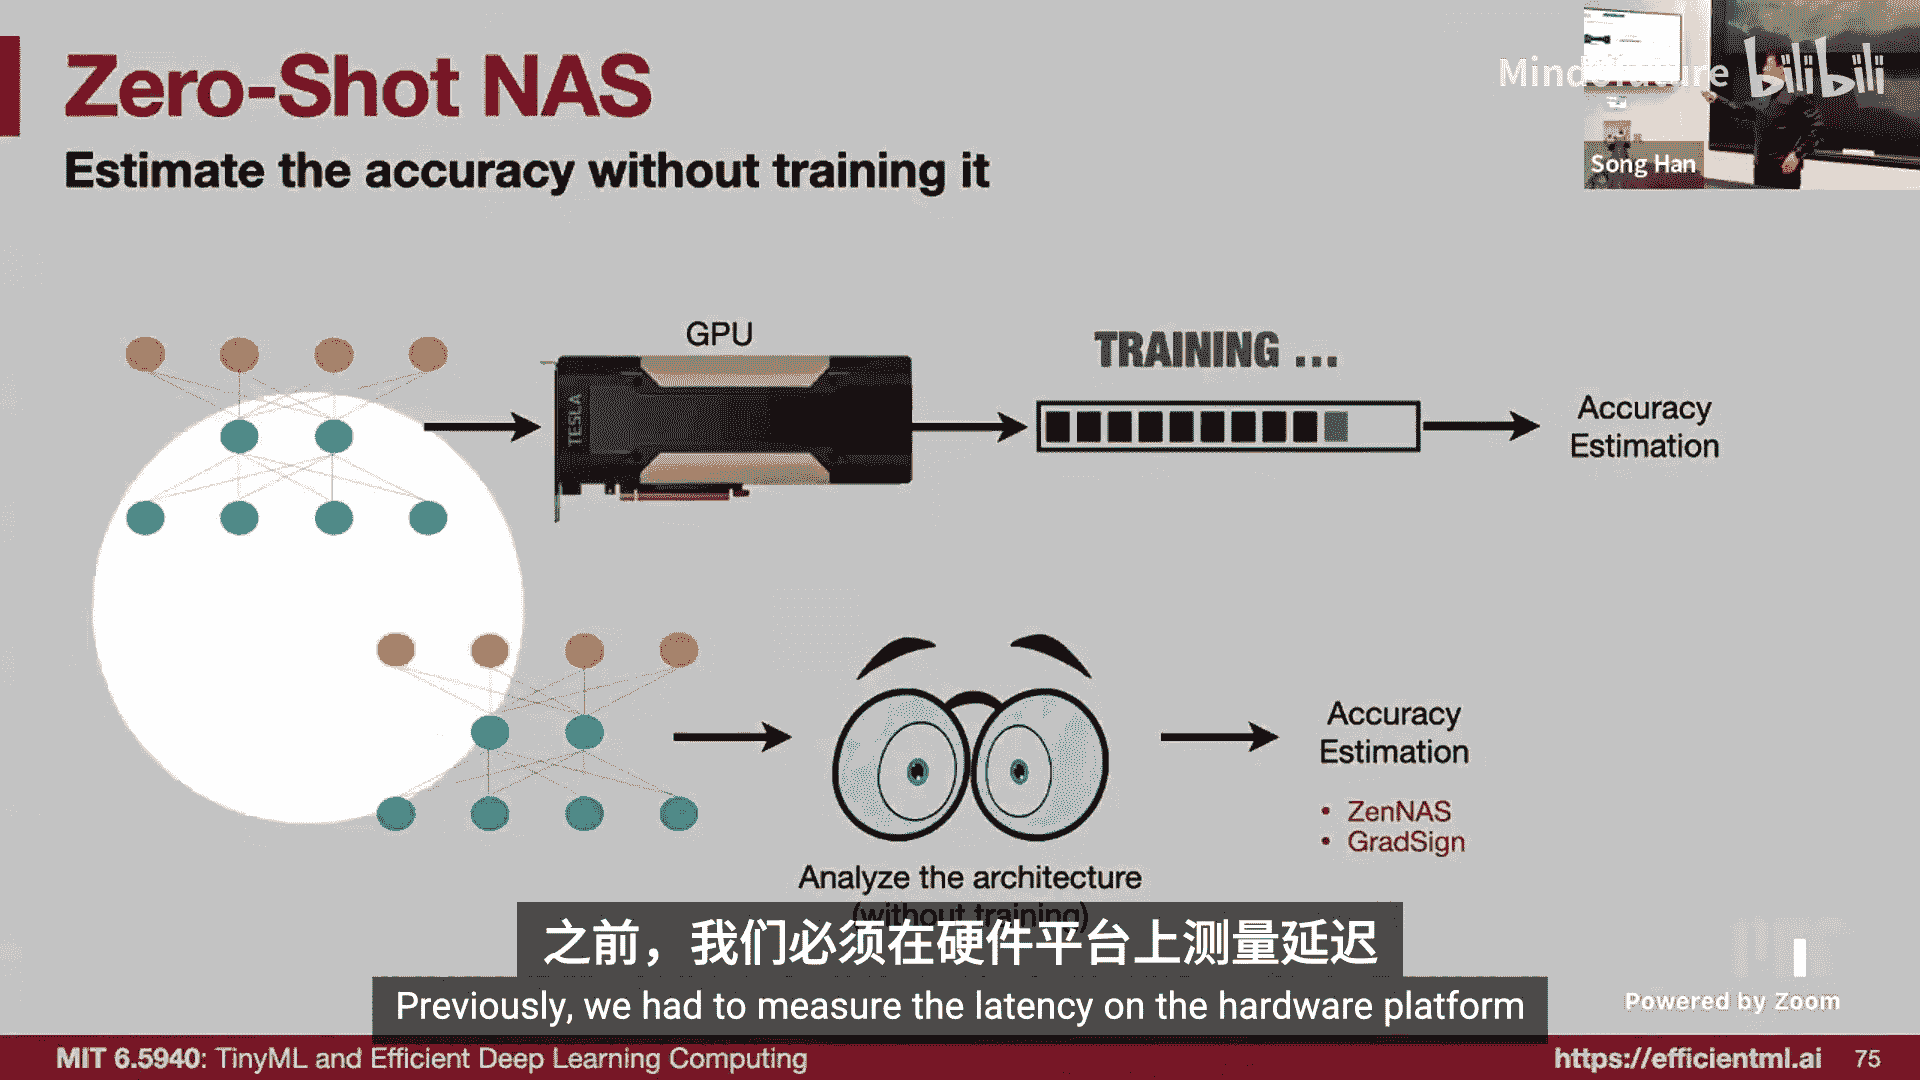 Zero-Shot NAS
Estimate the accuracy without training it
bilibili
Song Han
GPU
TESLA
TRAINING ...
Accuracy
Estimation
Accuracy
Estimation
• ZenNAS
• GradSign
Analyze the architecture
(without training)
之前，我们必须在硬件平台上测量延迟
Previously, we had to measure the latency on the hardware platform
Powered by Zoom
MIT 6.5940: TinyML and Efficient Deep Learning Computing
https://efficientml.ai
75